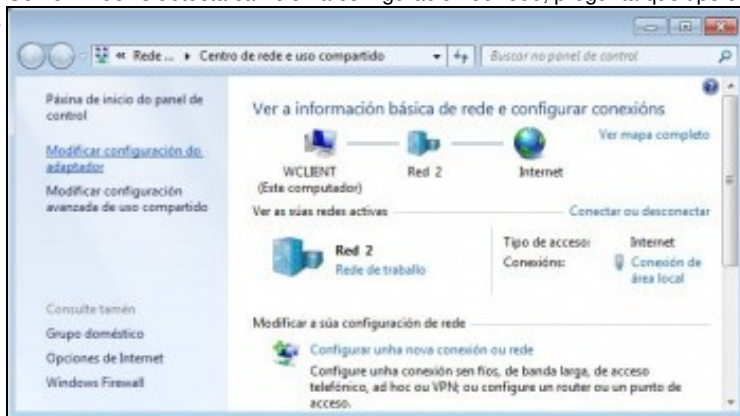 « Rede ... ▸ Centro de rede e uso compartido
Buscar no panel de control
Páxina de inicio do panel de
control
Modificar configuración do
adaptador
Modificar configuración
avanzada de uso compartido
Consulte tamén
Grupo doméstico
Opciones de Internet
Windows Firewall
Ver a información básica de rede e configurar conexións
Ver mapa completo
WCLIENT
(Este computador)
Red 2
Internet
Ver as súas redes activas
Conectar ou desconectar
Red 2
Rede de traballo
Tipo de acceso: Internet
Conexións: Conexión de
área local
Modificar a súa configuración de rede
Configurar unha nova conexión ou rede
Configure unha conexión sen fíos, de banda larga, de acceso
telefónico, ad hoc ou VPN; ou configure un router ou un punto de
acceso.